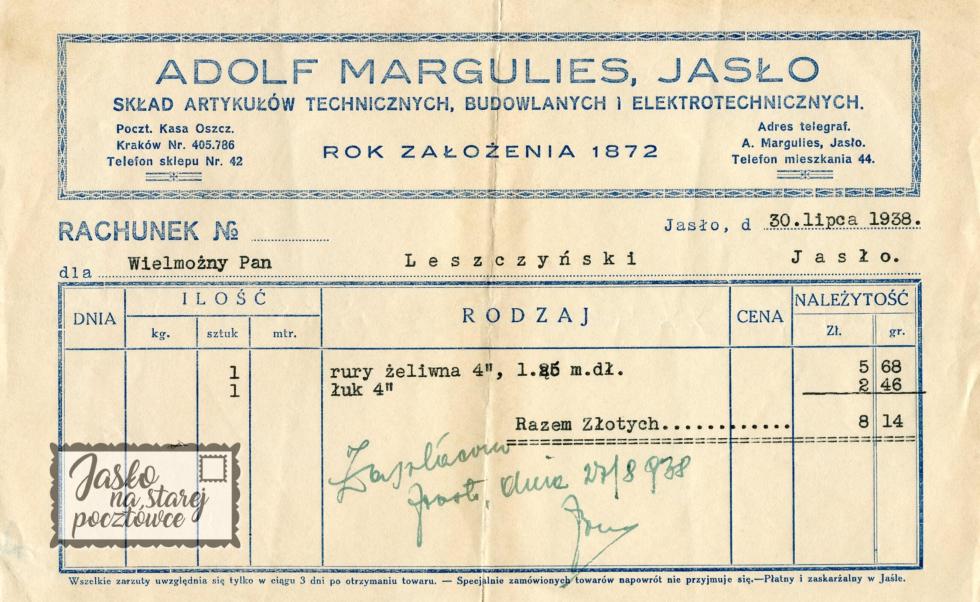 ADOLF MARGULIES, JASŁO
SKŁAD ARTYKUŁÓW TECHNICZNYCH, BUDOWLANYCH I ELEKTROTECHNICZNYCH.
Poczt. Kasa Oszcz.
Kraków Nr. 405.786
Telefon sklepu Nr. 42
ROK ZAŁOŻENIA 1872
Adres telegraf.
A. Margulies, Jasło.
Telefon mieszkania 44.
RACHUNEK №
Jasło, d 30.lipca 1938.
dla Wielmożny Pan Leszczyński Jasło.
DNIA
ILOŚĆ
kg. sztuk mtr.
RODZAJ
CENA
NALEŻYTOŚĆ
Zł. gr.
1 rury żeliwna 4", m.dł. 5 68
1 łuk 4" 2 46
Razem Złotych............ 8 14
Zapłacono
Jasło, dnia 27/8 938
Jasło
na starej
pocztówce
Wszelkie zarzuty uwzględnia się tylko w ciągu 3 dni po otrzymaniu towaru. — Specjalnie zamówionych towarów napowrót nie przyjmuje się.—Płatny i zaskarżalny w Jaśle.